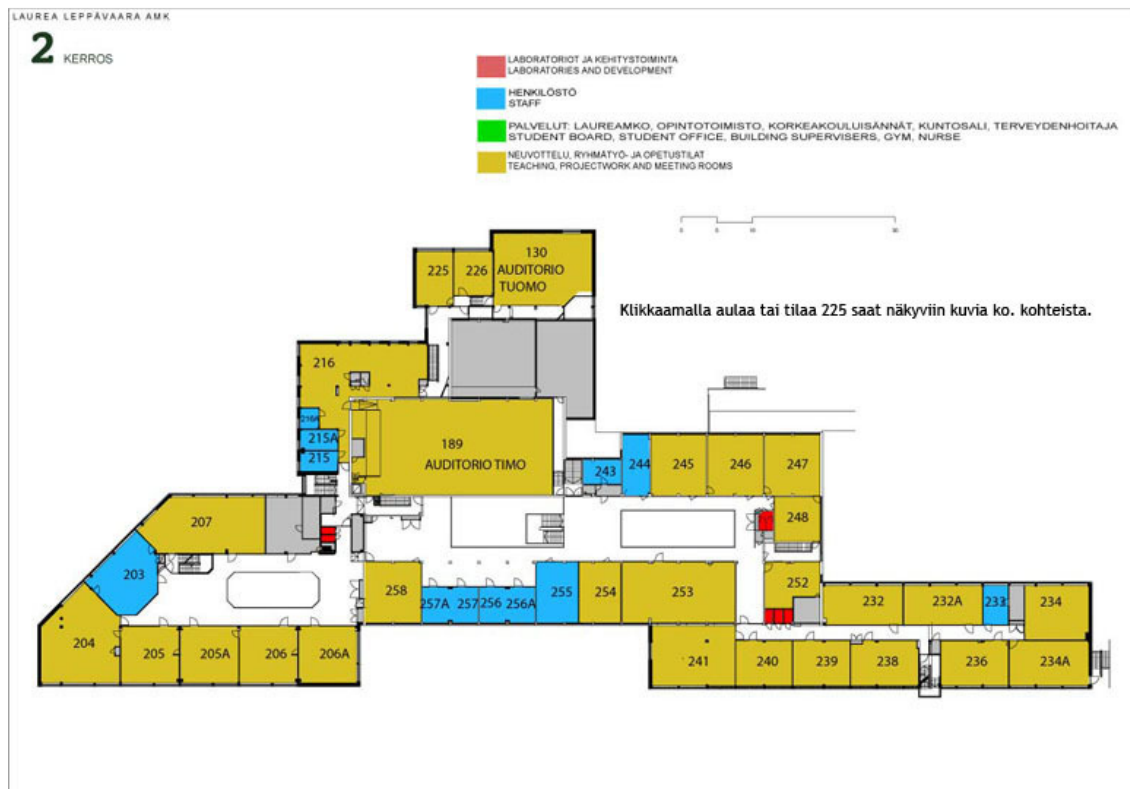 LAUREA LEPPÄVAARA AMK
2 KERROS
LABORATORIOT JA KEHITYSTOIMINTA
LABORATORIES AND DEVELOPMENT
HENKILÖSTÖ
STAFF
PALVELUT: LAUREAMKO, OPINTOTOIMISTO, KORKEAKOULUISÄNNÄT, KUNTOSALI, TERVEYDENHOITAJA
STUDENT BOARD, STUDENT OFFICE, BUILDING SUPERVISERS, GYM, NURSE
NEUVOTTELU, RYHMÄTYÖ- JA OPETUSTILAT
TEACHING, PROJECTWORK AND MEETING ROOMS
130
AUDITORIO
TUOMO
225
226
Klikkaamalla aulaa tai tilaa 225 saat näkyviin kuvia ko. kohteista.
216
216A
215A
215
189
AUDITORIO TIMO
243
244
245
246
247
248
207
203
204
205
205A
206
206A
258
257A
257
256
256A
255
254
253
252
232
232A
233
234
241
240
239
238
236
234A